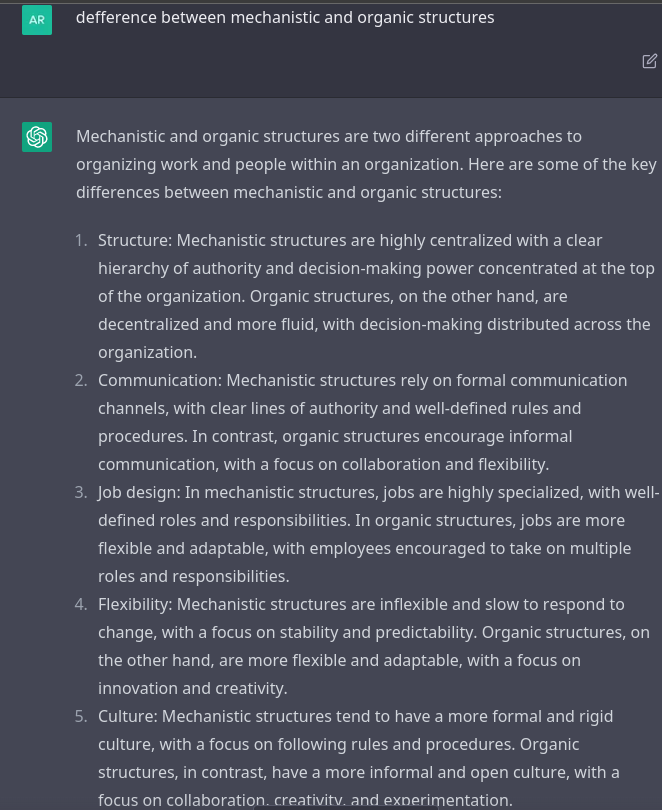 AR
defference between mechanistic and organic structures
Mechanistic and organic structures are two different approaches to
organizing work and people within an organization. Here are some of the key
differences between mechanistic and organic structures:
1. Structure: Mechanistic structures are highly centralized with a clear
hierarchy of authority and decision-making power concentrated at the top
of the organization. Organic structures, on the other hand, are
decentralized and more fluid, with decision-making distributed across the
organization.
2. Communication: Mechanistic structures rely on formal communication
channels, with clear lines of authority and well-defined rules and
procedures. In contrast, organic structures encourage informal
communication, with a focus on collaboration and flexibility.
3. Job design: In mechanistic structures, jobs are highly specialized, with well-
defined roles and responsibilities. In organic structures, jobs are more
flexible and adaptable, with employees encouraged to take on multiple
roles and responsibilities.
4. Flexibility: Mechanistic structures are inflexible and slow to respond to
change, with a focus on stability and predictability. Organic structures, on
the other hand, are more flexible and adaptable, with a focus on
innovation and creativity.
5. Culture: Mechanistic structures tend to have a more formal and rigid
culture, with a focus on following rules and procedures. Organic
structures, in contrast, have a more informal and open culture, with a
focus on collaboration, creativity, and experimentation.